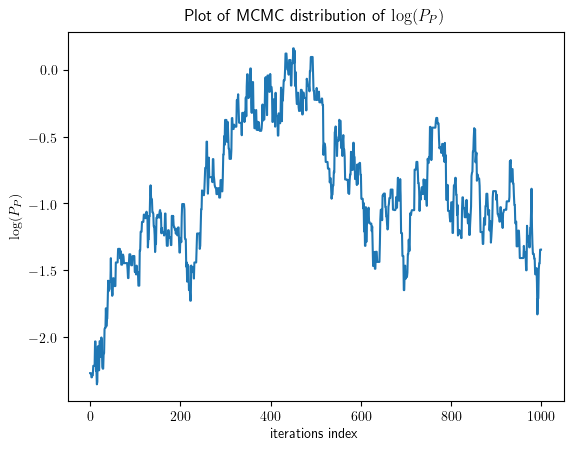 Plot of MCMC distribution of log(P_P)
0.0
−0.5
−1.0
−1.5
−2.0
log(P_P)
0 200 400 600 800 1000
iterations index